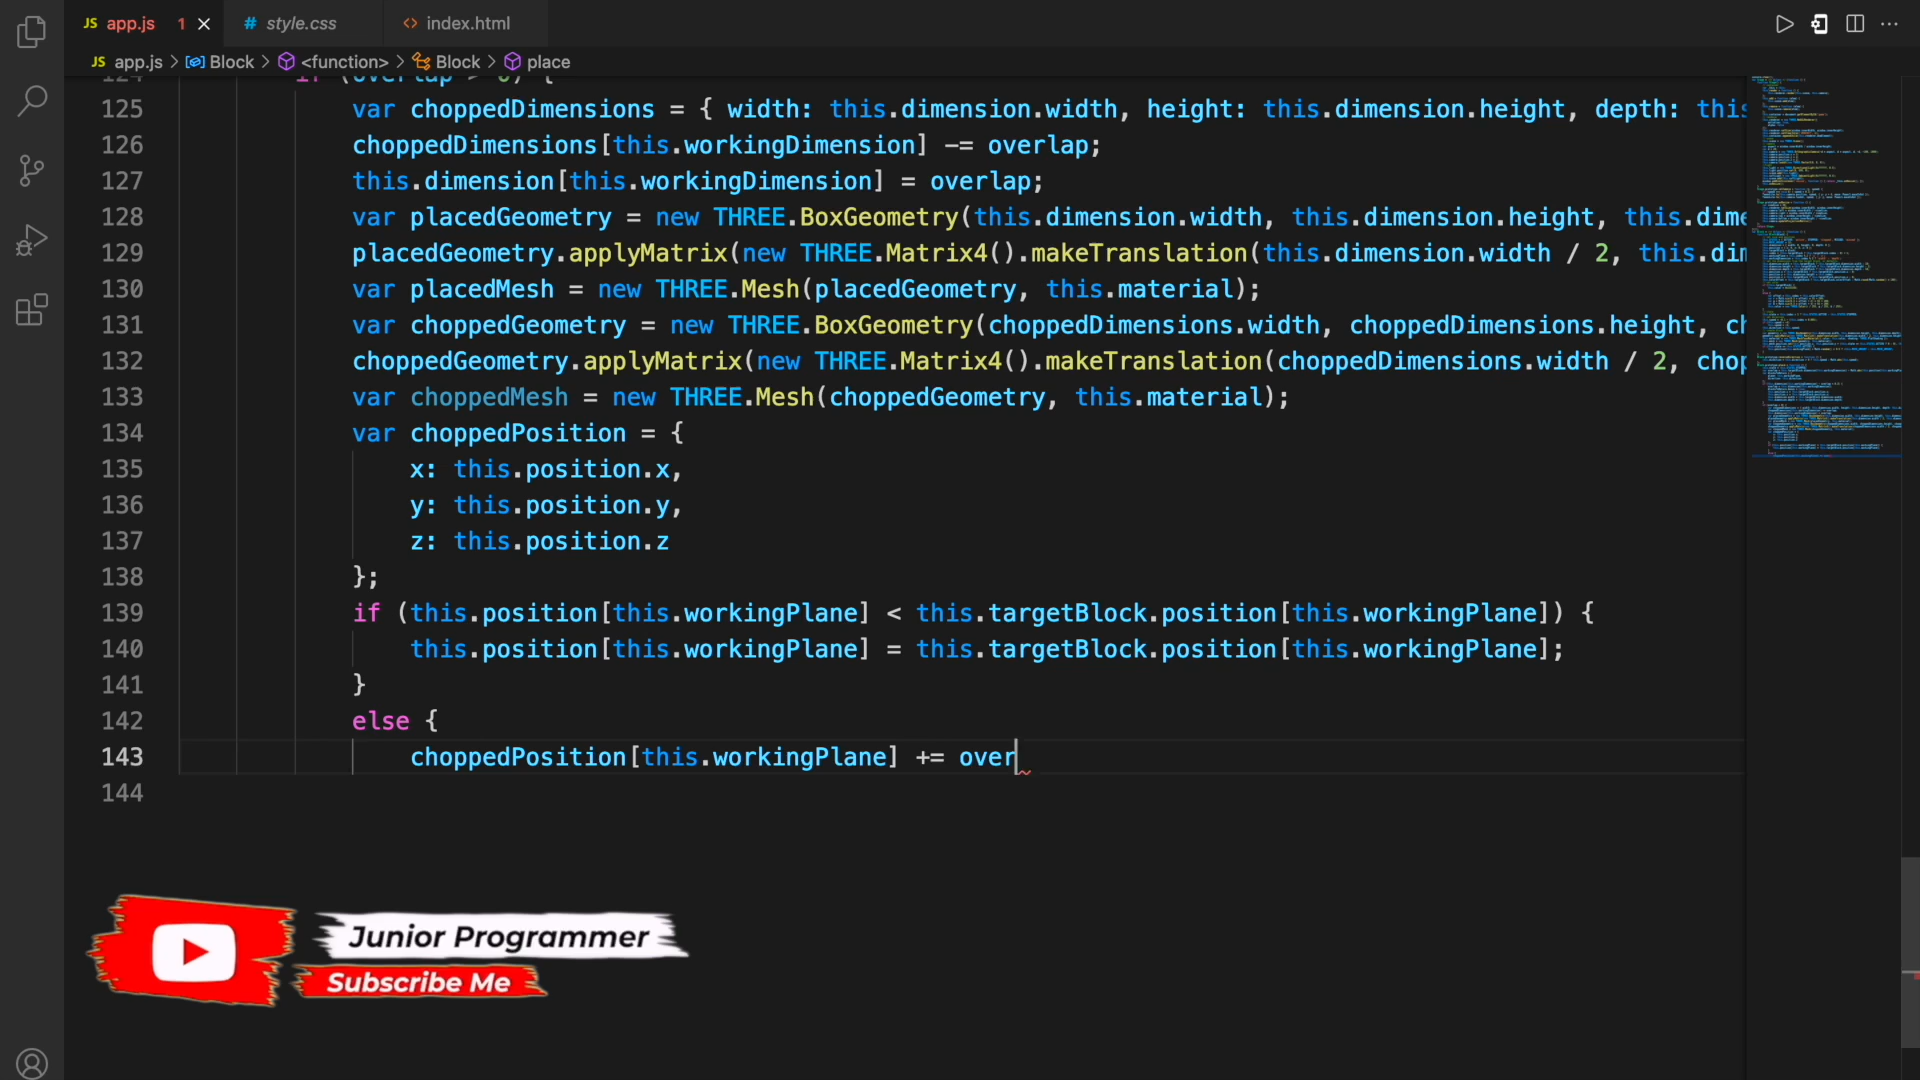 JS app.js 1 # style.css <> index.html
JS app.js > Block > <function> > Block > place
124 if (overlap > 0) {
125 var choppedDimensions = { width: this.dimension.width, height: this.dimension.height, depth: this
126 choppedDimensions[this.workingDimension] -= overlap;
127 this.dimension[this.workingDimension] = overlap;
128 var placedGeometry = new THREE.BoxGeometry(this.dimension.width, this.dimension.height, this.dime
129 placedGeometry.applyMatrix(new THREE.Matrix4().makeTranslation(this.dimension.width / 2, this.dim
130 var placedMesh = new THREE.Mesh(placedGeometry, this.material);
131 var choppedGeometry = new THREE.BoxGeometry(choppedDimensions.width, choppedDimensions.height, ch
132 choppedGeometry.applyMatrix(new THREE.Matrix4().makeTranslation(choppedDimensions.width / 2, chop
133 var choppedMesh = new THREE.Mesh(choppedGeometry, this.material);
134 var choppedPosition = {
135 x: this.position.x,
136 y: this.position.y,
137 z: this.position.z
138 };
139 if (this.position[this.workingPlane] < this.targetBlock.position[this.workingPlane]) {
140 this.position[this.workingPlane] = this.targetBlock.position[this.workingPlane];
141 }
142 else {
143 choppedPosition[this.workingPlane] += over
144
Junior Programmer
Subscribe Me